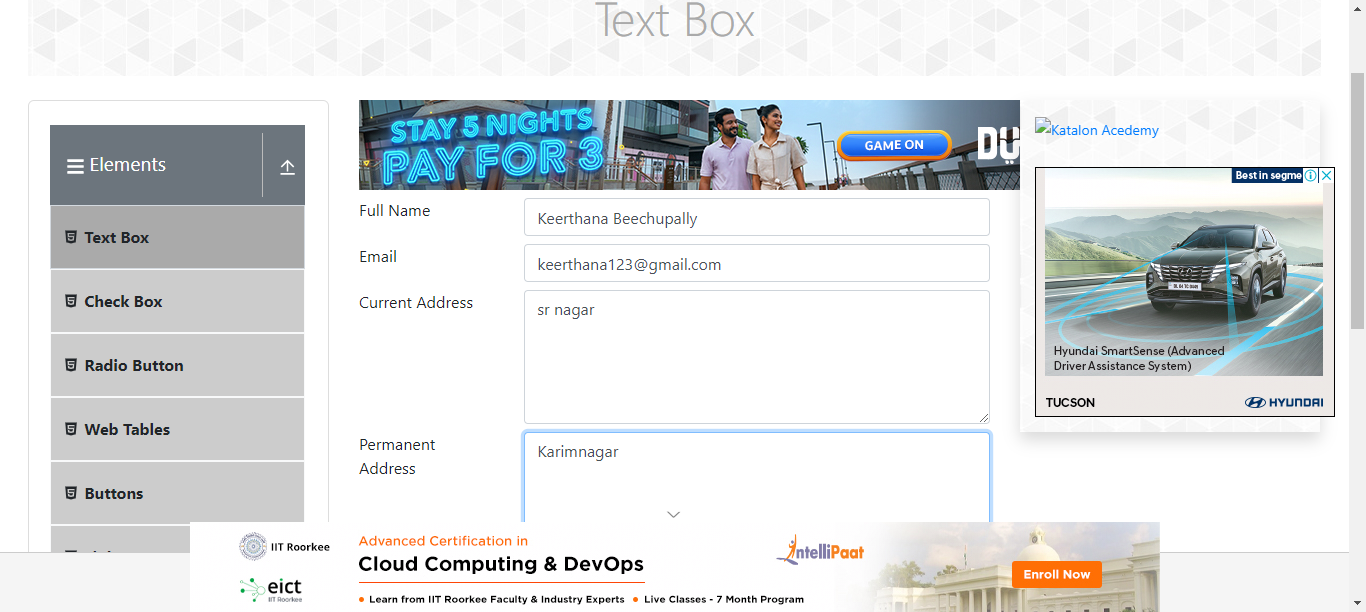 Text Box
Elements
Text Box
Check Box
Radio Button
Web Tables
Buttons
STAY 5 NIGHTS
PAY FOR 3
GAME ON
DU
Full Name
Keerthana Beechupally
Email
keerthana123@gmail.com
Current Address
sr nagar
Permanent
Address
Karimnagar
Katalon Acedemy
Best in segme
Hyundai SmartSense (Advanced
Driver Assistance System)
TUCSON
HYUNDAI
IIT Roorkee
eict
IIT Roorkee
Advanced Certification in
Cloud Computing & DevOps
• Learn from IIT Roorkee Faculty & Industry Experts • Live Classes - 7 Month Program
IntelliPaat
Enroll Now